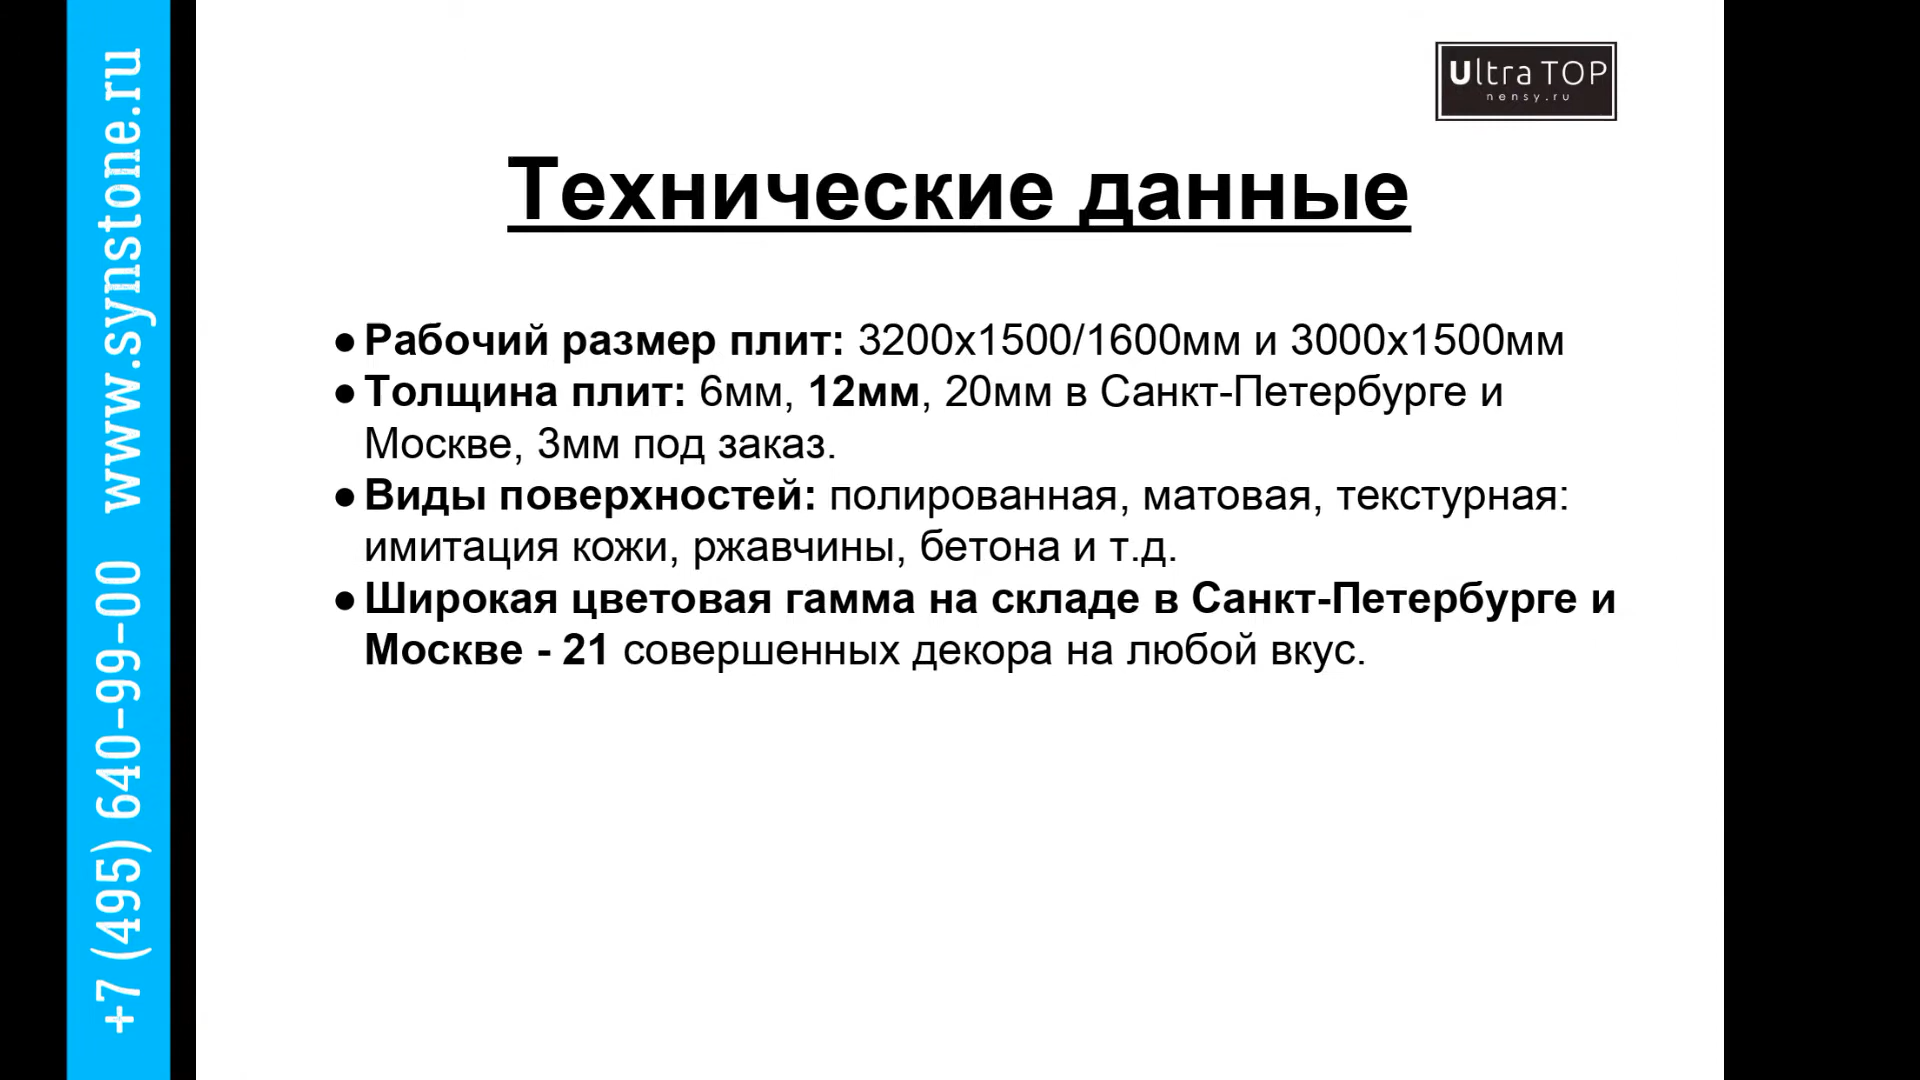 UltraTOP
nensy.ru
Технические данные
● Рабочий размер плит: 3200х1500/1600мм и 3000х1500мм
● Толщина плит: 6мм, 12мм, 20мм в Санкт-Петербурге и
Москве, 3мм под заказ.
● Виды поверхностей: полированная, матовая, текстурная:
имитация кожи, ржавчины, бетона и т.д.
● Широкая цветовая гамма на складе в Санкт-Петербурге и
Москве - 21 совершенных декора на любой вкус.
+7 (495) 640-99-00 www.synstone.ru